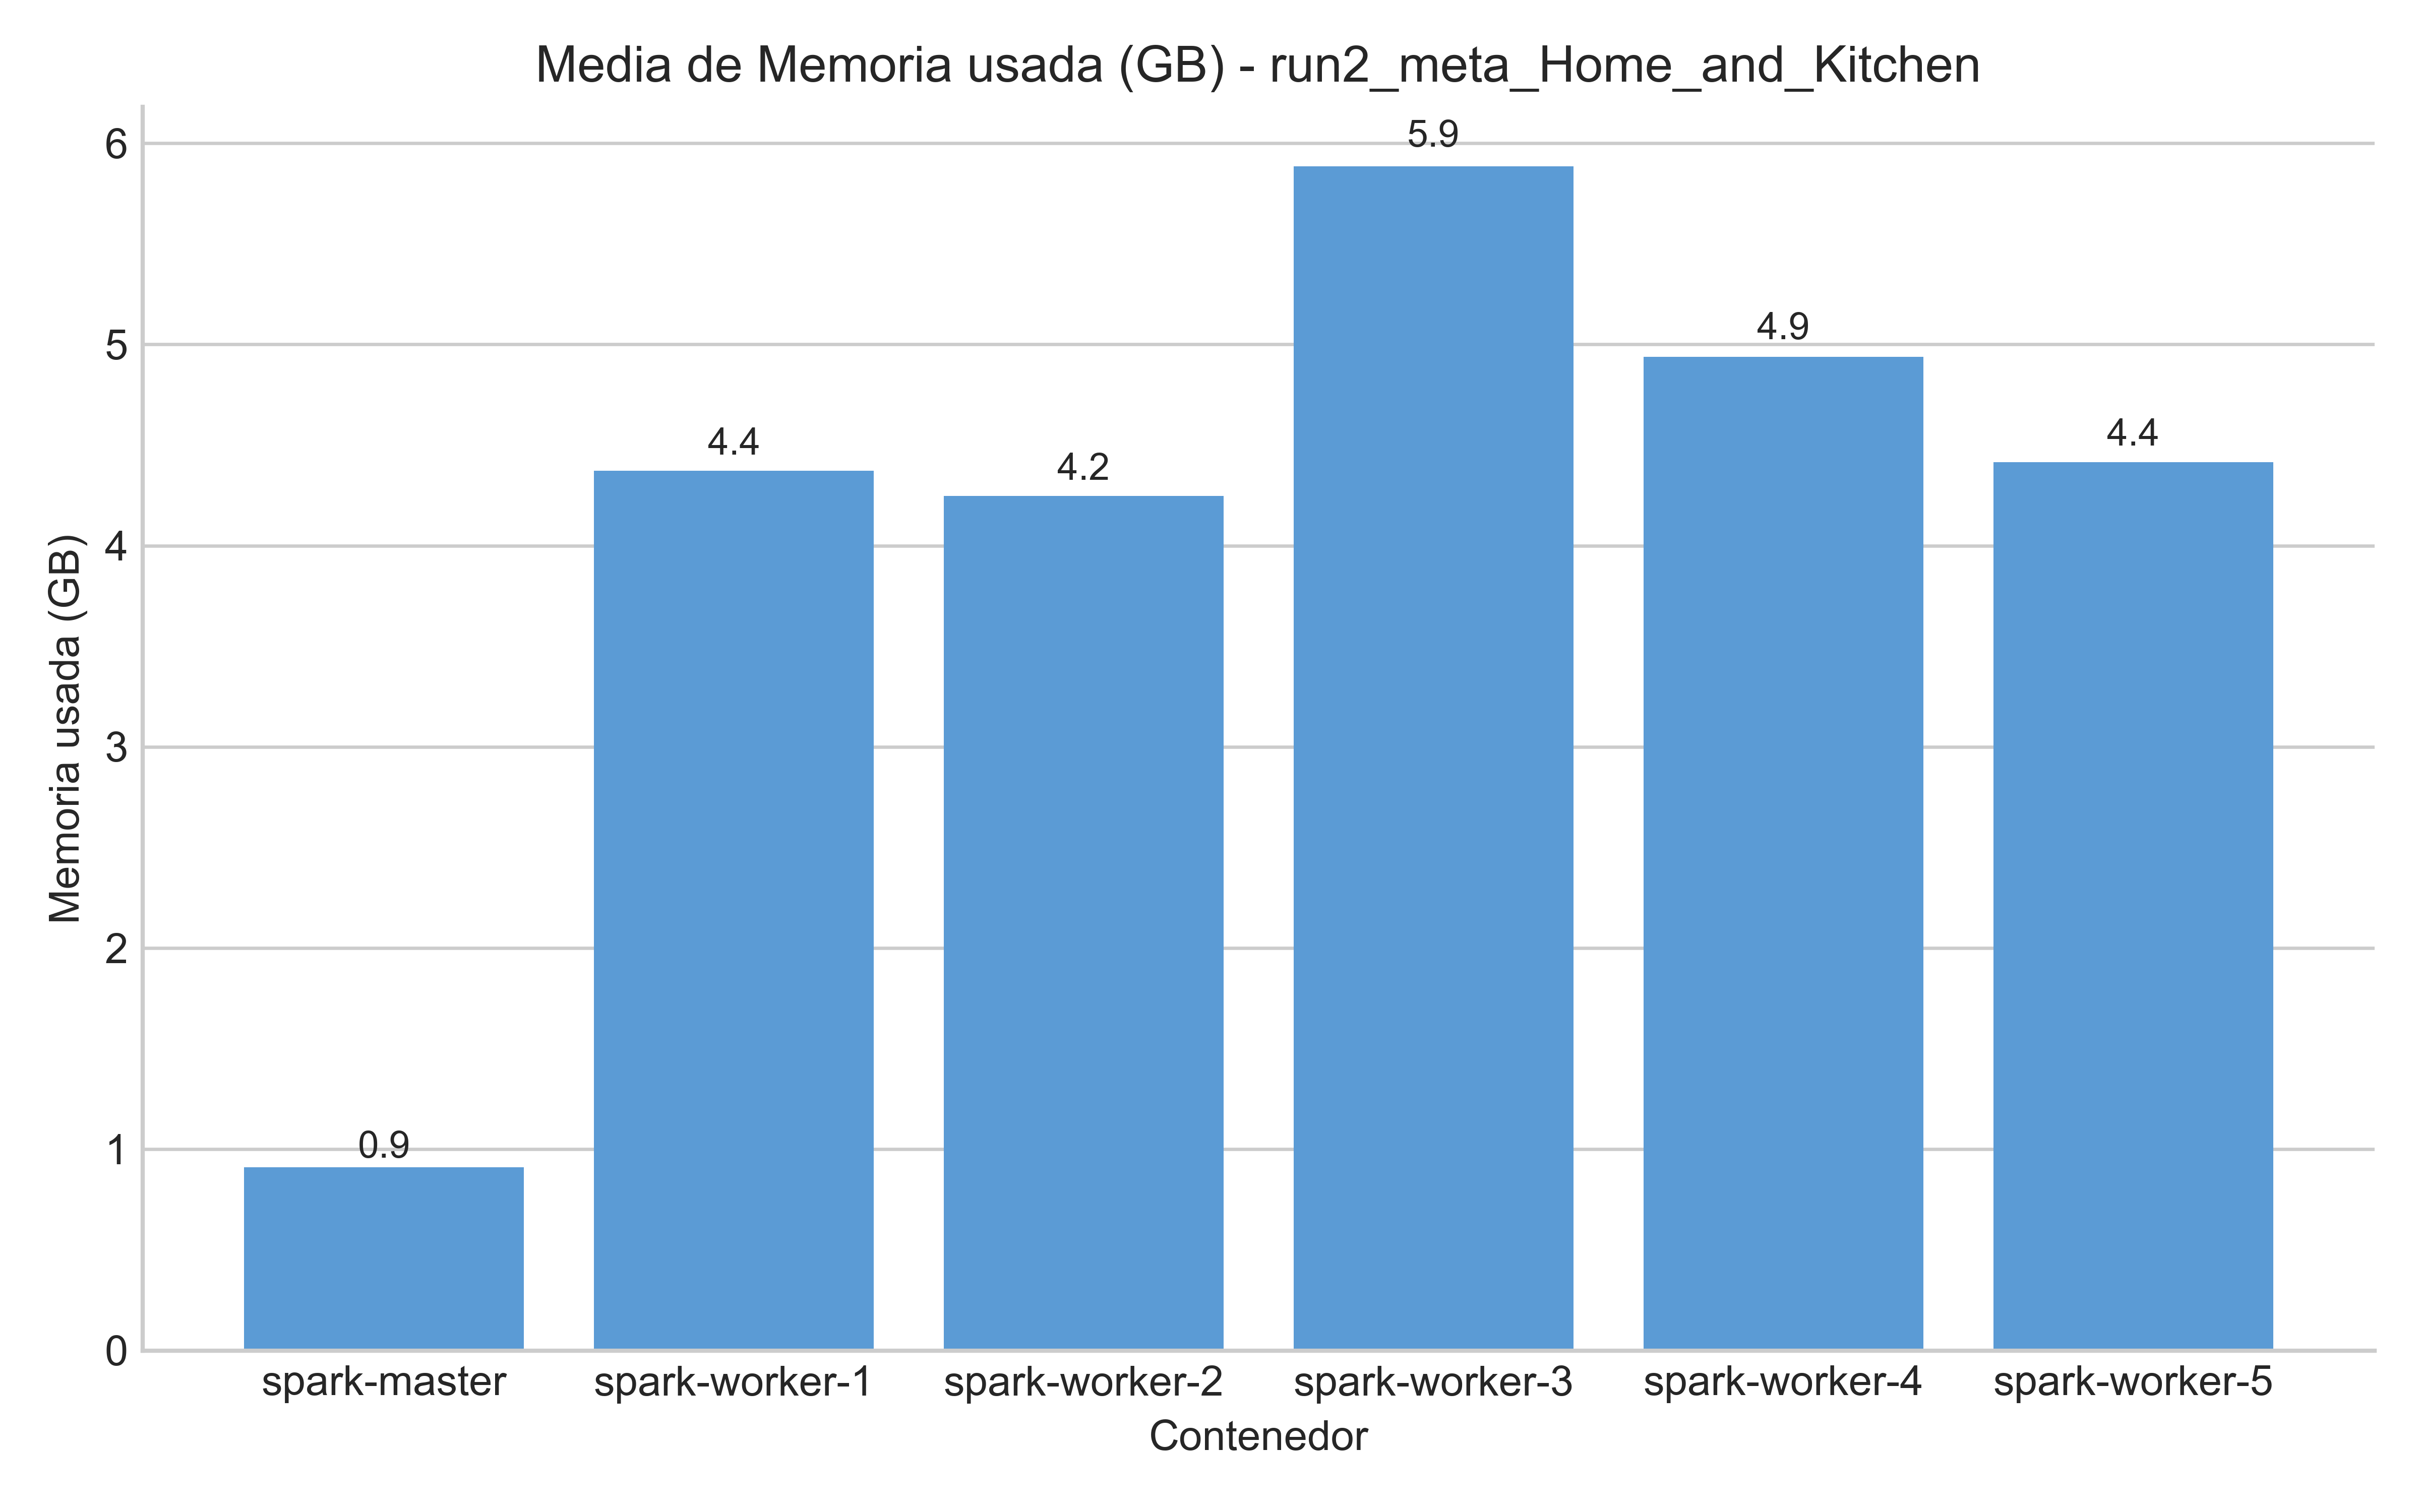 Media de Memoria usada (GB) - run2_meta_Home_and_Kitchen
Memoria usada (GB)
6
5
4
3
2
1
0
0.9
4.4
4.2
5.9
4.9
4.4
spark-master
spark-worker-1
spark-worker-2
spark-worker-3
spark-worker-4
spark-worker-5
Contenedor